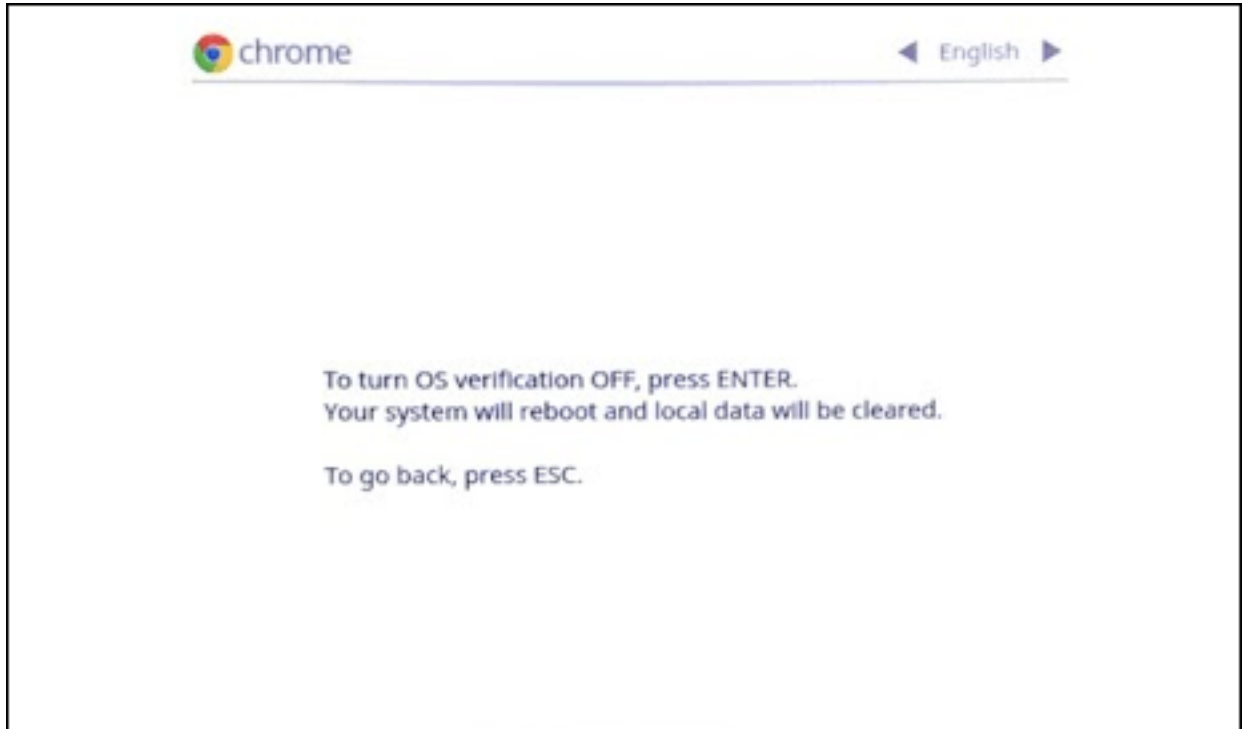 chrome
English
To turn OS verification OFF, press ENTER.
Your system will reboot and local data will be cleared.
To go back, press ESC.